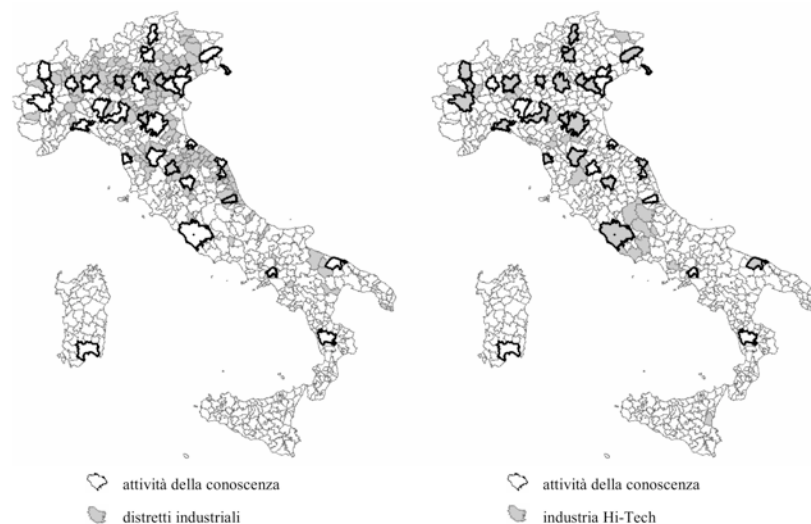 attività della conoscenza
distretti industriali
attività della conoscenza
industria Hi-Tech